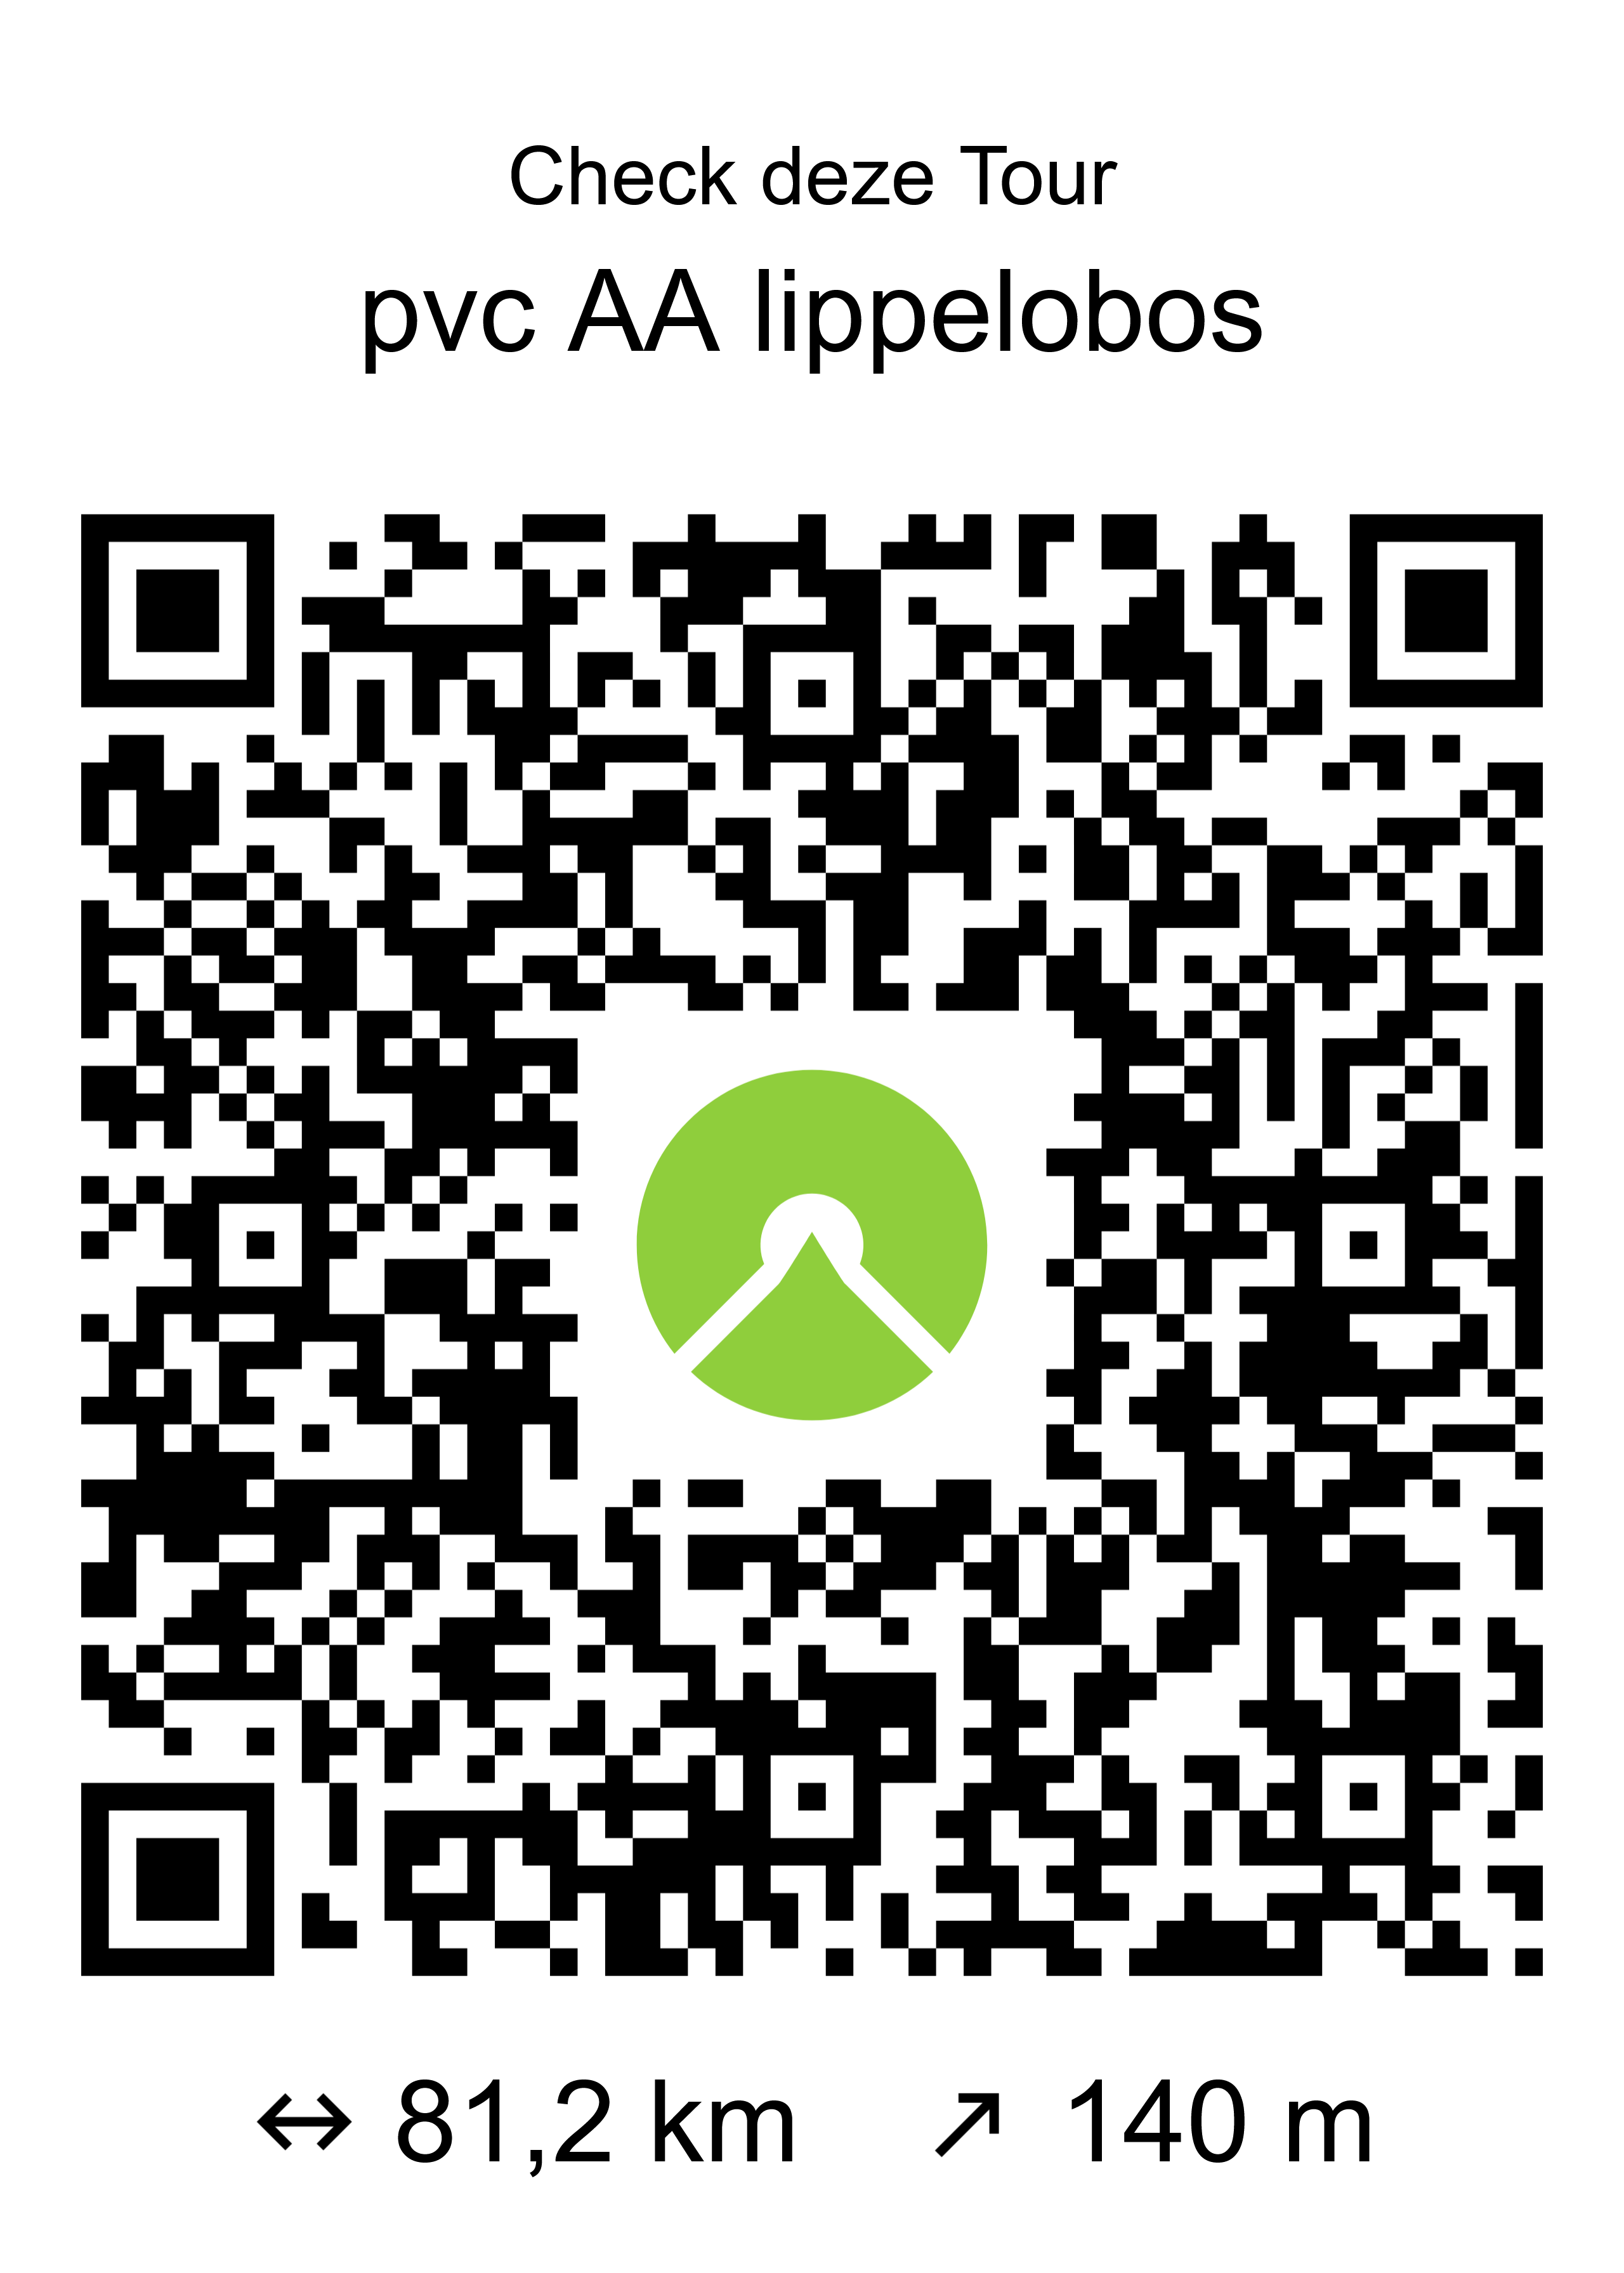 Check deze Tour
pvc AA lippelobos
↔ 81,2 km ↗ 140 m